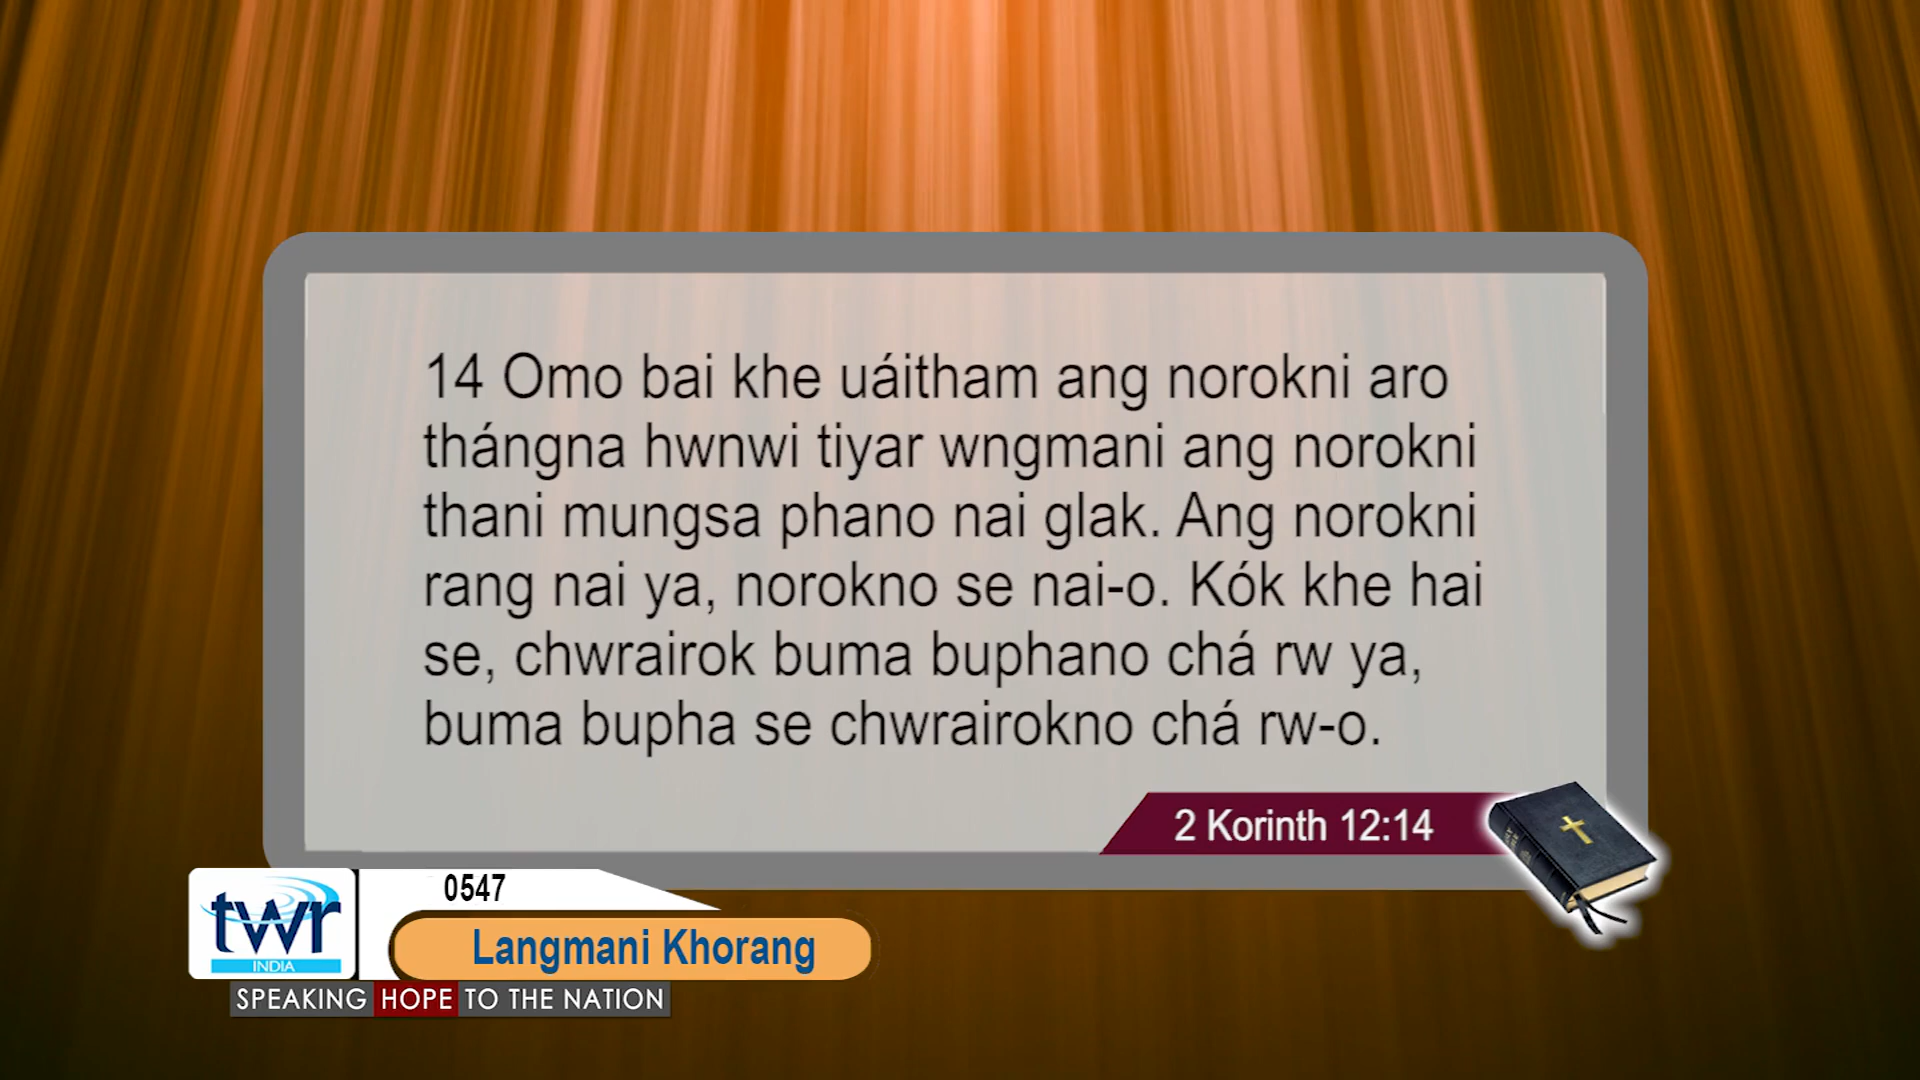 14 Omo bai khe uáitham ang norokni aro
thángna hwnwi tiyar wngmani ang norokni
thani mungsa phano nai glak. Ang norokni
rang nai ya, norokno se nai-o. Kók khe hai
se, chwrairok buma buphano chá rw ya,
buma bupha se chwrairokno chá rw-o.
2 Korinth 12:14
0547
twr
INDIA
Langmani Khorang
SPEAKING HOPE TO THE NATION